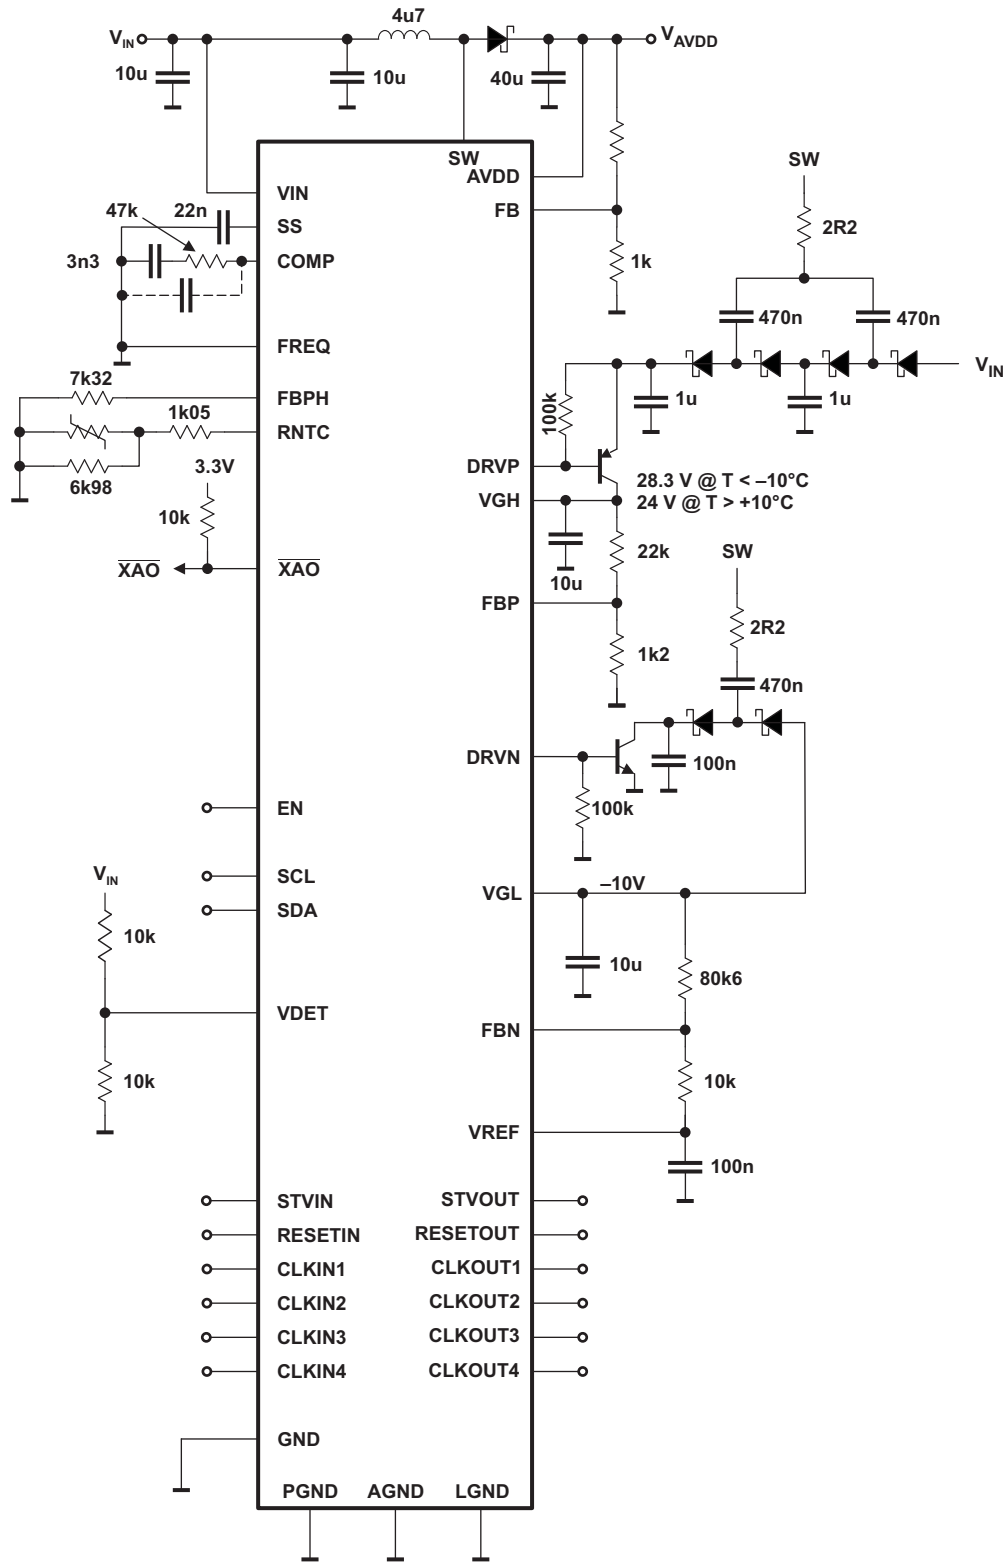 4u7
V_IN
V_AVDD
10u
10u
40u
SW
AVDD
SW
VIN
47k
22n
SS
FB
2R2
3n3
COMP
1k
470n
470n
FREQ
V_IN
7k32
FBPH
1u
1u
1k05
RNTC
100k
3.3V
DRVP
6k98
28.3 V @ T < –10°C
VGH
24 V @ T > +10°C
10k
22k
SW
XAO
XAO
10u
FBP
2R2
1k2
470n
DRVN
100n
EN
100k
V_IN
SCL
VGL
–10V
SDA
10k
10u
80k6
VDET
FBN
10k
10k
VREF
100n
STVIN
STVOUT
RESETIN
RESETOUT
CLKIN1
CLKOUT1
CLKIN2
CLKOUT2
CLKIN3
CLKOUT3
CLKIN4
CLKOUT4
GND
PGND
AGND
LGND